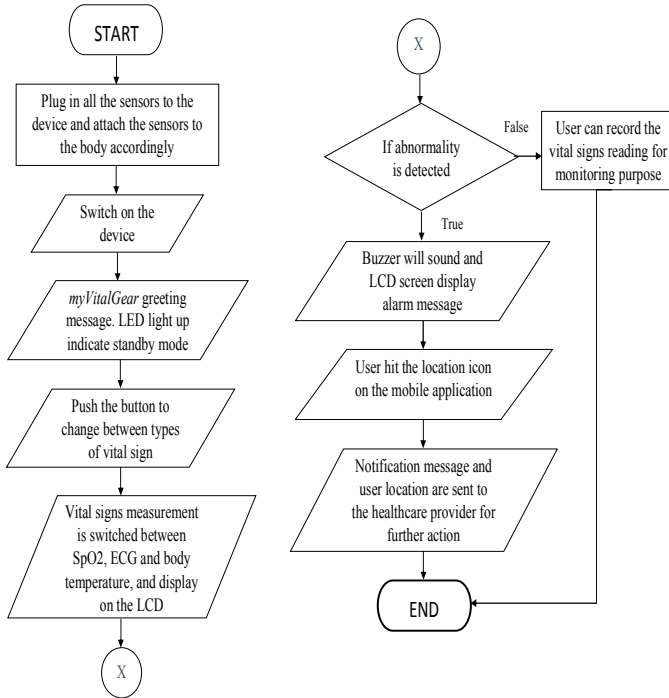 START
Plug in all the sensors to the
device and attach the sensors to
the body accordingly
Switch on the
device
myVitalGear greeting
message. LED light up
indicate standby mode
Push the button to
change between types
of vital sign
Vital signs measurement
is switched between
SpO2, ECG and body
temperature, and display
on the LCD
X
X
If abnormality
is detected
False
User can record the
vital signs reading for
monitoring purpose
True
Buzzer will sound and
LCD screen display
alarm message
User hit the location icon
on the mobile application
Notification message and
user location are sent to
the healthcare provider for
further action
END